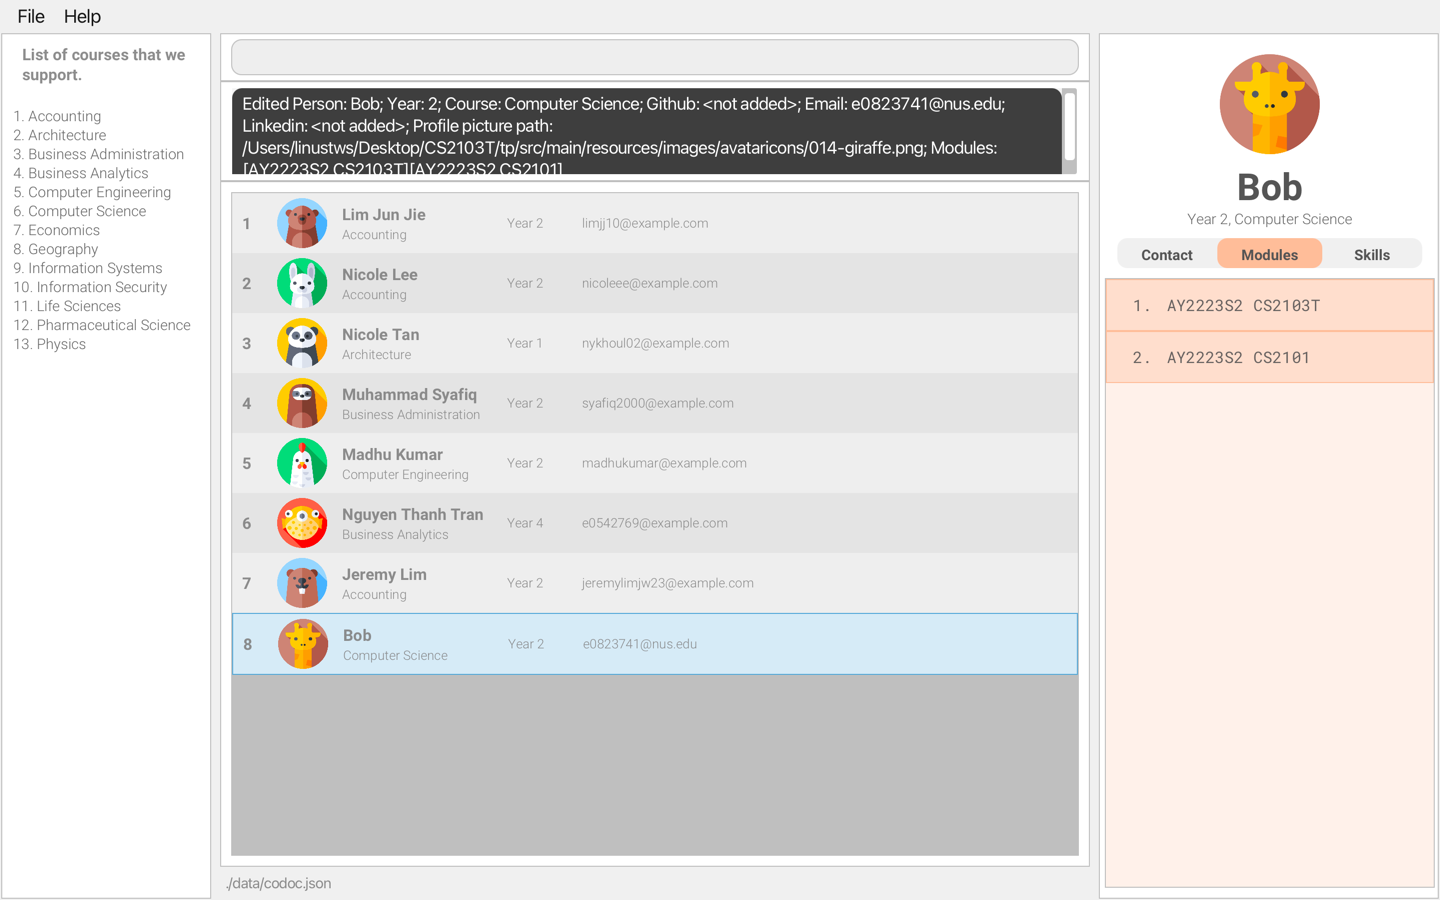 File Help
List of courses that we
support.
1. Accounting
2. Architecture
3. Business Administration
4. Business Analytics
5. Computer Engineering
6. Computer Science
7. Economics
8. Geography
9. Information Systems
10. Information Security
11. Life Sciences
12. Pharmaceutical Science
13. Physics
Edited Person: Bob; Year: 2; Course: Computer Science; Github: <not added>; Email: e0823741@nus.edu;
Linkedin: <not added>; Profile picture path:
/Users/linustws/Desktop/CS2103T/tp/src/main/resources/images/avataricons/014-giraffe.png; Modules:
[AY2223S2 CS2103T][AY2223S2 CS2101]
1 Lim Jun Jie Year 2 limjj10@example.com
Accounting
2 Nicole Lee Year 2 nicoleee@example.com
Accounting
3 Nicole Tan Year 1 nykhoul02@example.com
Architecture
4 Muhammad Syafiq Year 2 syafiq2000@example.com
Business Administration
5 Madhu Kumar Year 2 madhukumar@example.com
Computer Engineering
6 Nguyen Thanh Tran Year 4 e0542769@example.com
Business Analytics
7 Jeremy Lim Year 2 jeremylimjw23@example.com
Accounting
8 Bob Year 2 e0823741@nus.edu
Computer Science
./data/codoc.json
Bob
Year 2, Computer Science
Contact Modules Skills
1. AY2223S2 CS2103T
2. AY2223S2 CS2101